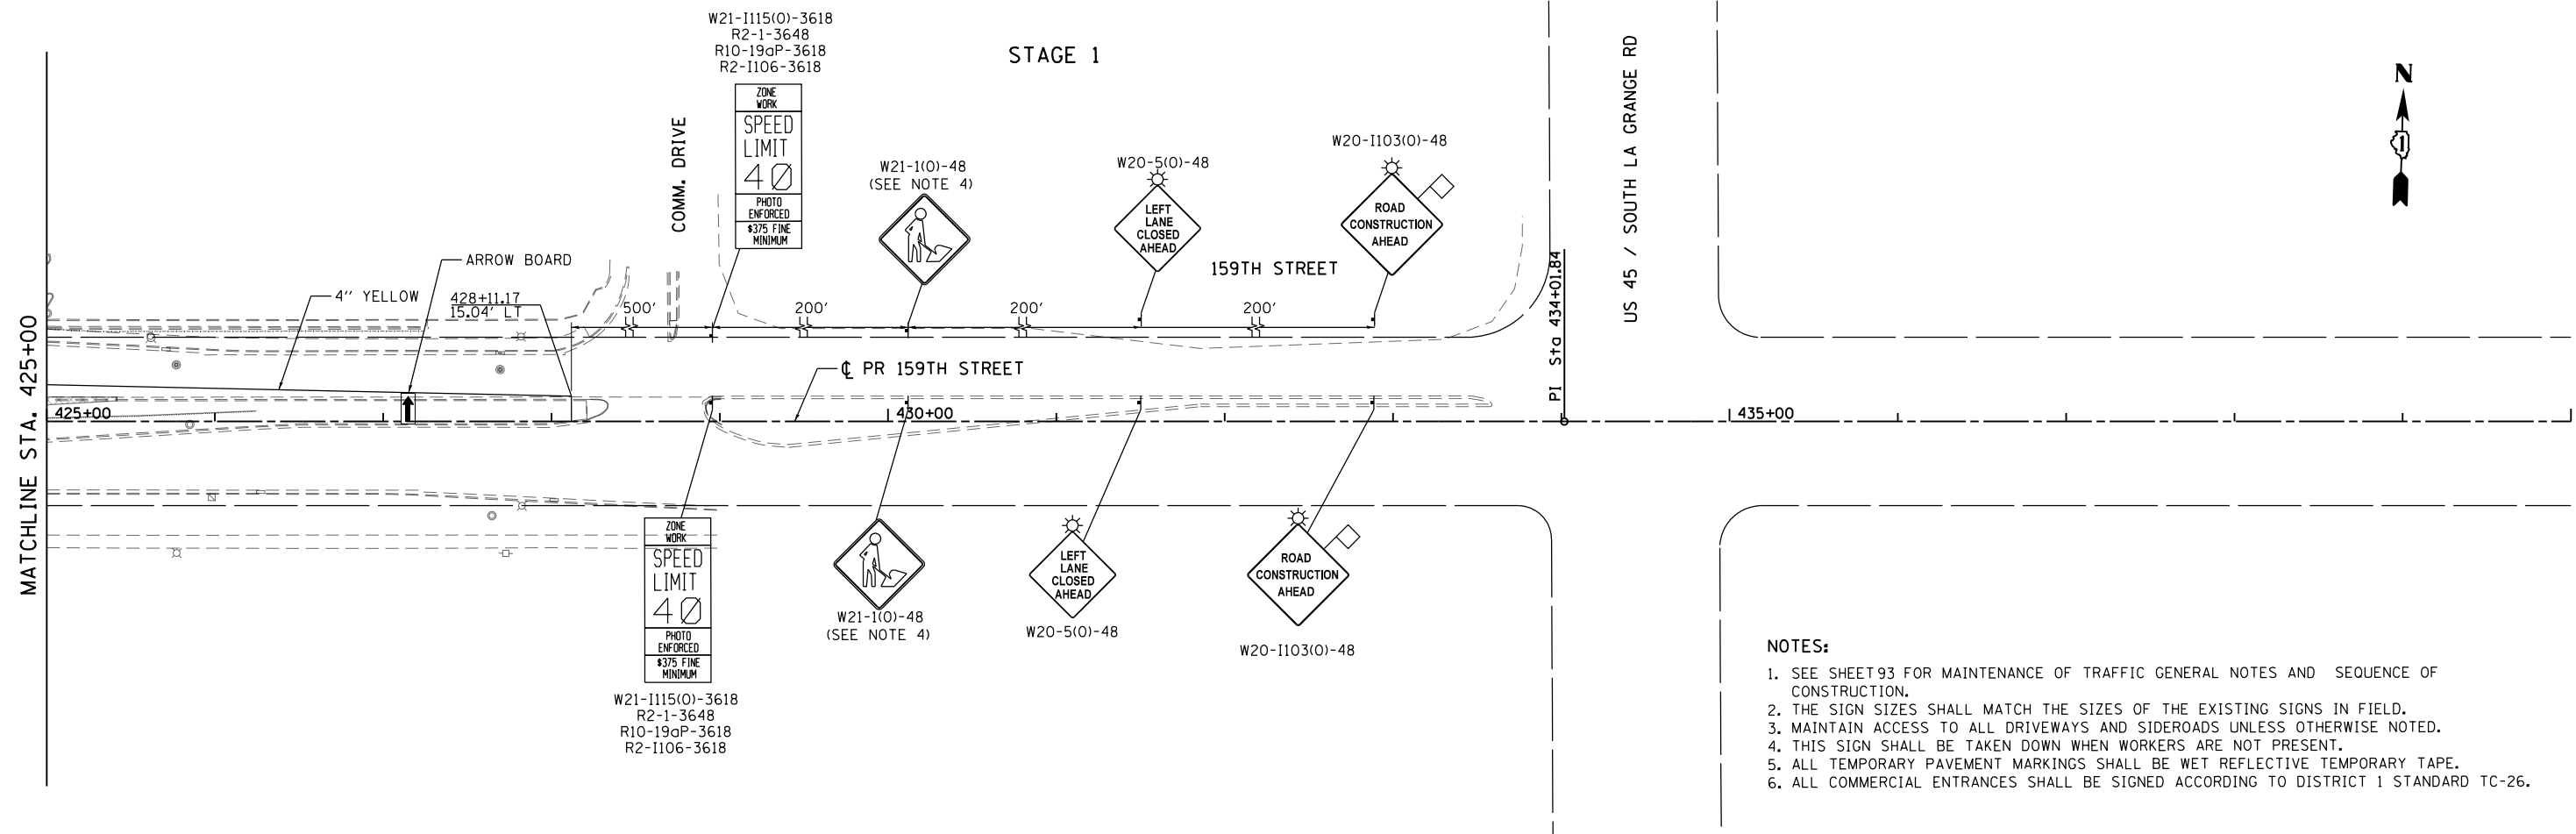 W21-I115(O)-3618
R2-1-3648
R10-19aP-3618
R2-I106-3618
STAGE 1
ZONE
WORK
SPEED
LIMIT
40
PHOTO
ENFORCED
$375 FINE
MINIMUM
COMM. DRIVE
W21-1(O)-48
(SEE NOTE 4)
W20-5(O)-48
LEFT
LANE
CLOSED
AHEAD
W20-I103(O)-48
ROAD
CONSTRUCTION
AHEAD
US 45 / SOUTH LA GRANGE RD
N
1
159TH STREET
ARROW BOARD
4" YELLOW
428+11.17
15.04' LT
500'
200'
200'
200'
PI Sta 434+01.84
MATCHLINE STA. 425+00
℄ PR 159TH STREET
425+00
430+00
435+00
ZONE
WORK
SPEED
LIMIT
40
PHOTO
ENFORCED
$375 FINE
MINIMUM
W21-I115(O)-3618
R2-1-3648
R10-19aP-3618
R2-I106-3618
W21-1(O)-48
(SEE NOTE 4)
LEFT
LANE
CLOSED
AHEAD
W20-5(O)-48
ROAD
CONSTRUCTION
AHEAD
W20-I103(O)-48
NOTES:
1. SEE SHEET 93 FOR MAINTENANCE OF TRAFFIC GENERAL NOTES AND SEQUENCE OF
CONSTRUCTION.
2. THE SIGN SIZES SHALL MATCH THE SIZES OF THE EXISTING SIGNS IN FIELD.
3. MAINTAIN ACCESS TO ALL DRIVEWAYS AND SIDEROADS UNLESS OTHERWISE NOTED.
4. THIS SIGN SHALL BE TAKEN DOWN WHEN WORKERS ARE NOT PRESENT.
5. ALL TEMPORARY PAVEMENT MARKINGS SHALL BE WET REFLECTIVE TEMPORARY TAPE.
6. ALL COMMERCIAL ENTRANCES SHALL BE SIGNED ACCORDING TO DISTRICT 1 STANDARD TC-26.